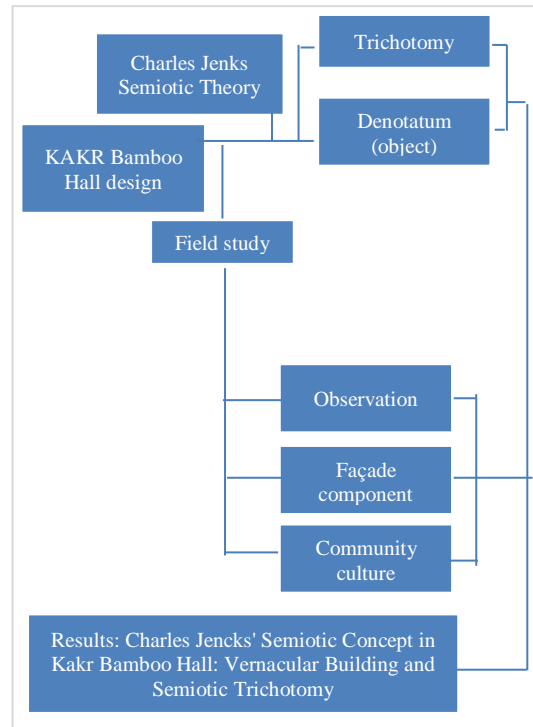 Charles Jenks
Semiotic Theory
Trichotomy
Denotatum
(object)
KAKR Bamboo
Hall design
Field study
Observation
Façade
component
Community
culture
Results: Charles Jencks' Semiotic Concept in
Kakr Bamboo Hall: Vernacular Building and
Semiotic Trichotomy